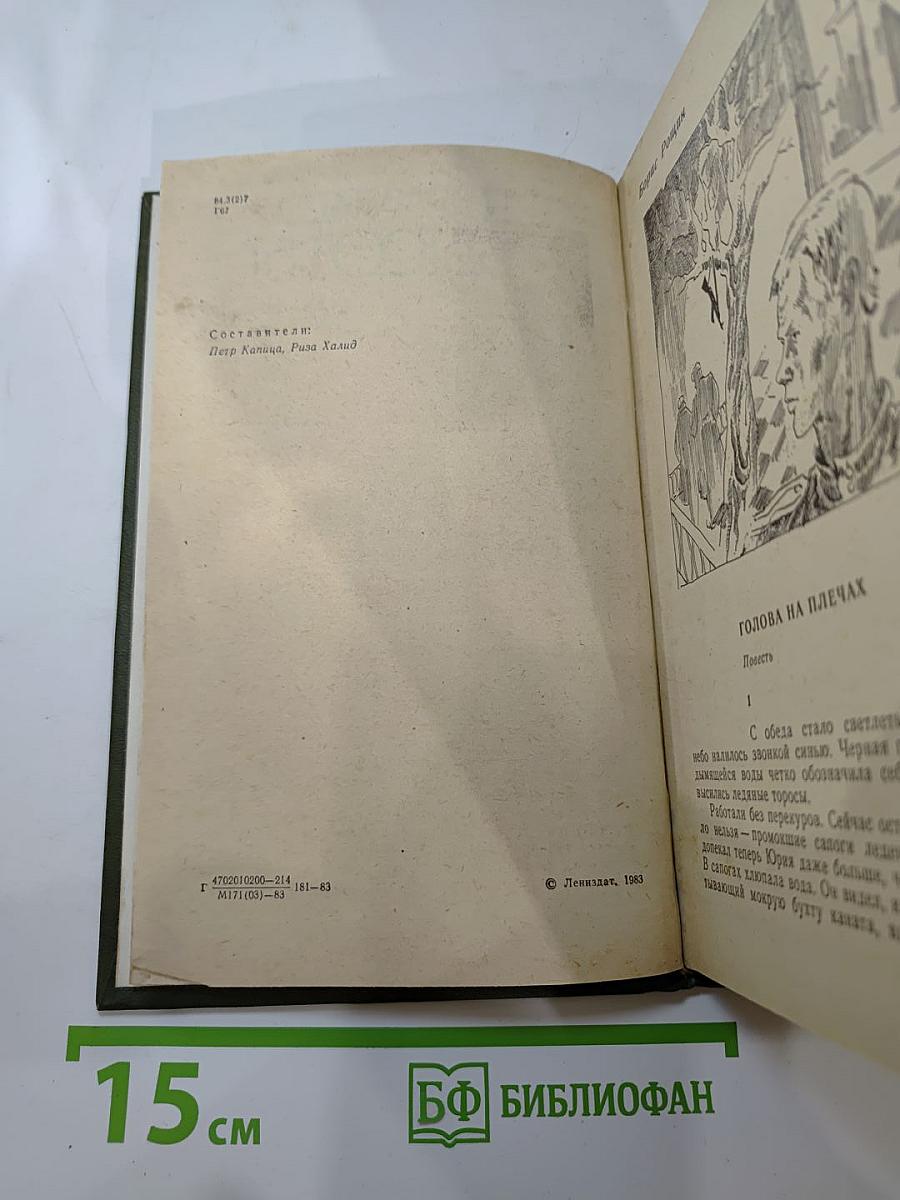 84.3(2)7
Г67
Составители:
Петр Капица, Риза Халид
Г 4702010200—214 181—83
М171(03)—83
© Лениздат, 1983
Борис Рощин
ГОЛОВА НА ПЛЕЧАХ
Повесть
1
С обеда стало светлеть
небо налилось звонкой синью. Черная
дымящейся воды четко обозначила
высились ледяные торосы.
Работали без перекуров. Сейчас
ло нельзя — промокшие сапоги
допекал теперь Юрия даже больше,
В сапогах хлюпала вода. Он видел,
тывающий мокрую бухту каната,
15 см
БФ БИБЛИОФАН